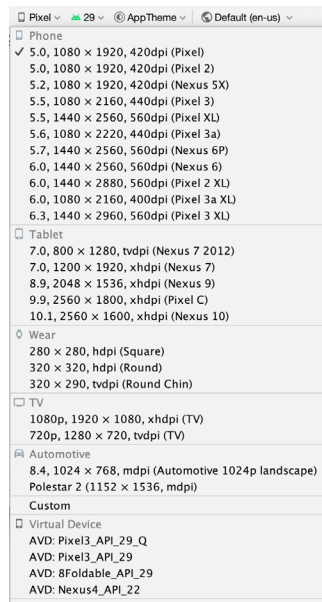 Pixel 29 AppTheme Default (en-us)
Phone
✓ 5.0, 1080 × 1920, 420dpi (Pixel)
5.0, 1080 × 1920, 420dpi (Pixel 2)
5.2, 1080 × 1920, 420dpi (Nexus 5X)
5.5, 1080 × 2160, 440dpi (Pixel 3)
5.5, 1440 × 2560, 560dpi (Pixel XL)
5.6, 1080 × 2220, 440dpi (Pixel 3a)
5.7, 1440 × 2560, 560dpi (Nexus 6P)
6.0, 1440 × 2560, 560dpi (Nexus 6)
6.0, 1440 × 2880, 560dpi (Pixel 2 XL)
6.0, 1080 × 2160, 400dpi (Pixel 3a XL)
6.3, 1440 × 2960, 560dpi (Pixel 3 XL)
Tablet
7.0, 800 × 1280, tvdpi (Nexus 7 2012)
7.0, 1200 × 1920, xhdpi (Nexus 7)
8.9, 2048 × 1536, xhdpi (Nexus 9)
9.9, 2560 × 1800, xhdpi (Pixel C)
10.1, 2560 × 1600, xhdpi (Nexus 10)
Wear
280 × 280, hdpi (Square)
320 × 320, hdpi (Round)
320 × 290, tvdpi (Round Chin)
TV
1080p, 1920 × 1080, xhdpi (TV)
720p, 1280 × 720, tvdpi (TV)
Automotive
8.4, 1024 × 768, mdpi (Automotive 1024p landscape)
Polestar 2 (1152 × 1536, mdpi)
Custom
Virtual Device
AVD: Pixel3_API_29_Q
AVD: Pixel3_API_29
AVD: 8Foldable_API_29
AVD: Nexus4_API_22